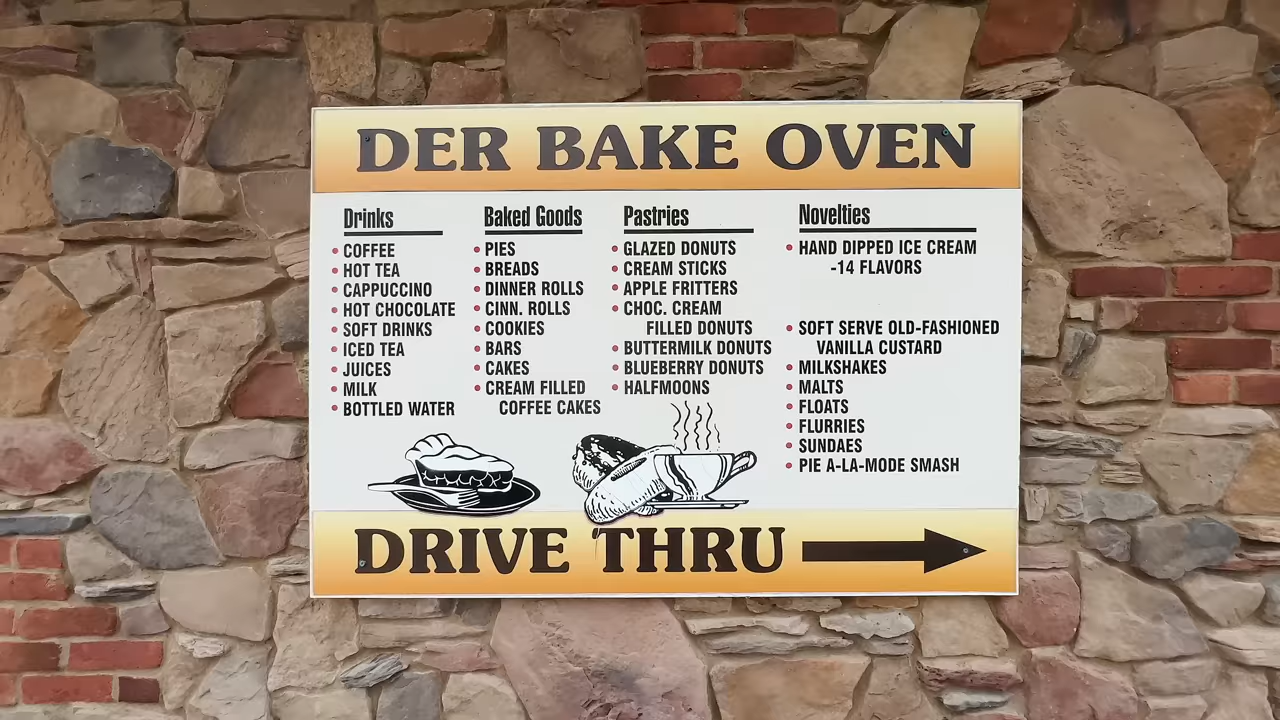 DER BAKE OVEN
Drinks
• COFFEE
• HOT TEA
• CAPPUCCINO
• HOT CHOCOLATE
• SOFT DRINKS
• ICED TEA
• JUICES
• MILK
• BOTTLED WATER
Baked Goods
• PIES
• BREADS
• DINNER ROLLS
• CINN. ROLLS
• COOKIES
• BARS
• CAKES
• CREAM FILLED
COFFEE CAKES
Pastries
• GLAZED DONUTS
• CREAM STICKS
• APPLE FRITTERS
• CHOC. CREAM
FILLED DONUTS
• BUTTERMILK DONUTS
• BLUEBERRY DONUTS
• HALFMOONS
Novelties
• HAND DIPPED ICE CREAM
-14 FLAVORS
• SOFT SERVE OLD-FASHIONED
VANILLA CUSTARD
• MILKSHAKES
• MALTS
• FLOATS
• FLURRIES
• SUNDAES
• PIE A-LA-MODE SMASH
DRIVE THRU